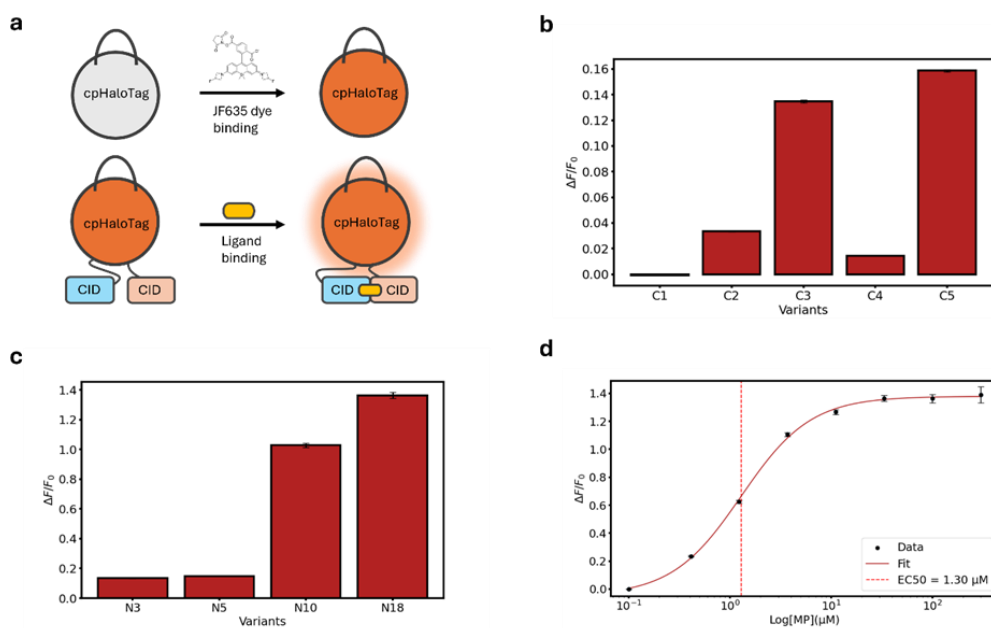 a
cpHaloTag
JF635 dye
binding
cpHaloTag
cpHaloTag
Ligand
binding
cpHaloTag
CID
CID
CID
CID
b
0.16
0.14
0.12
0.10
0.08
0.06
0.04
0.02
0.00
ΔF/F₀
C1
C2
C3
C4
C5
Variants
c
1.4
1.2
1.0
0.8
0.6
0.4
0.2
0.0
ΔF/F₀
N3
N5
N10
N18
Variants
d
1.4
1.2
1.0
0.8
0.6
0.4
0.2
0.0
ΔF/F₀
Data
Fit
EC50 = 1.30 μM
10⁻¹
10⁰
10¹
10²
Log[MP](μM)